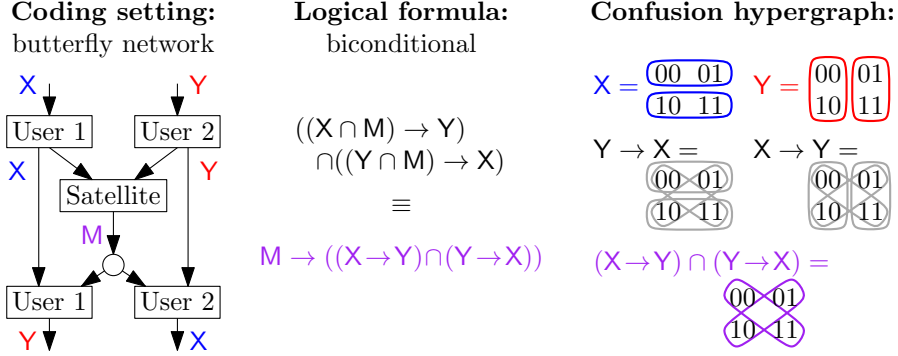 Coding setting:
butterfly network
X
Y
User 1
User 2
X
Y
Satellite
M
User 1
User 2
Y
X
Logical formula:
biconditional
((X ∩ M) → Y)
∩((Y ∩ M) → X)
≡
M → ((X→Y)∩(Y→X))
Confusion hypergraph:
X =
00 01
10 11
Y =
00 01
10 11
Y → X =
00 01
10 11
X → Y =
00 01
10 11
(X→Y) ∩ (Y→X) =
00 01
10 11